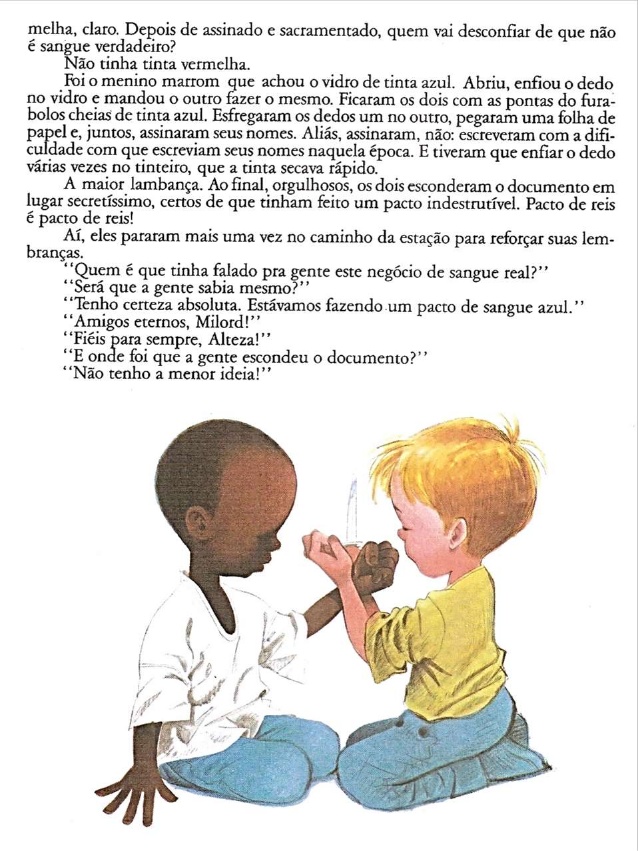 melha, claro. Depois de assinado e sacramentado, quem vai desconfiar de que não
é sangue verdadeiro?
Não tinha tinta vermelha.
Foi o menino marrom que achou o vidro de tinta azul. Abriu, enfiou o dedo
no vidro e mandou o outro fazer o mesmo. Ficaram os dois com as pontas do fura-
bolos cheias de tinta azul. Esfregaram os dedos um no outro, pegaram uma folha de
papel e, juntos, assinaram seus nomes. Aliás, assinaram, não: escreveram com a difi-
culdade com que escreviam seus nomes naquela época. E tiveram que enfiar o dedo
várias vezes no tinteiro, que a tinta secava rápido.
A maior lambança. Ao final, orgulhosos, os dois esconderam o documento em
lugar secretíssimo, certos de que tinham feito um pacto indestrutível. Pacto de reis
é pacto de reis!
Aí, eles pararam mais uma vez no caminho da estação para reforçar suas lem-
branças.
"Quem é que tinha falado pra gente este negócio de sangue real?"
"Será que a gente sabia mesmo?"
"Tenho certeza absoluta. Estávamos fazendo um pacto de sangue azul."
"Amigos eternos, Milord!"
"Fiéis para sempre, Alteza!"
"E onde foi que a gente escondeu o documento?"
"Não tenho a menor ideia!"